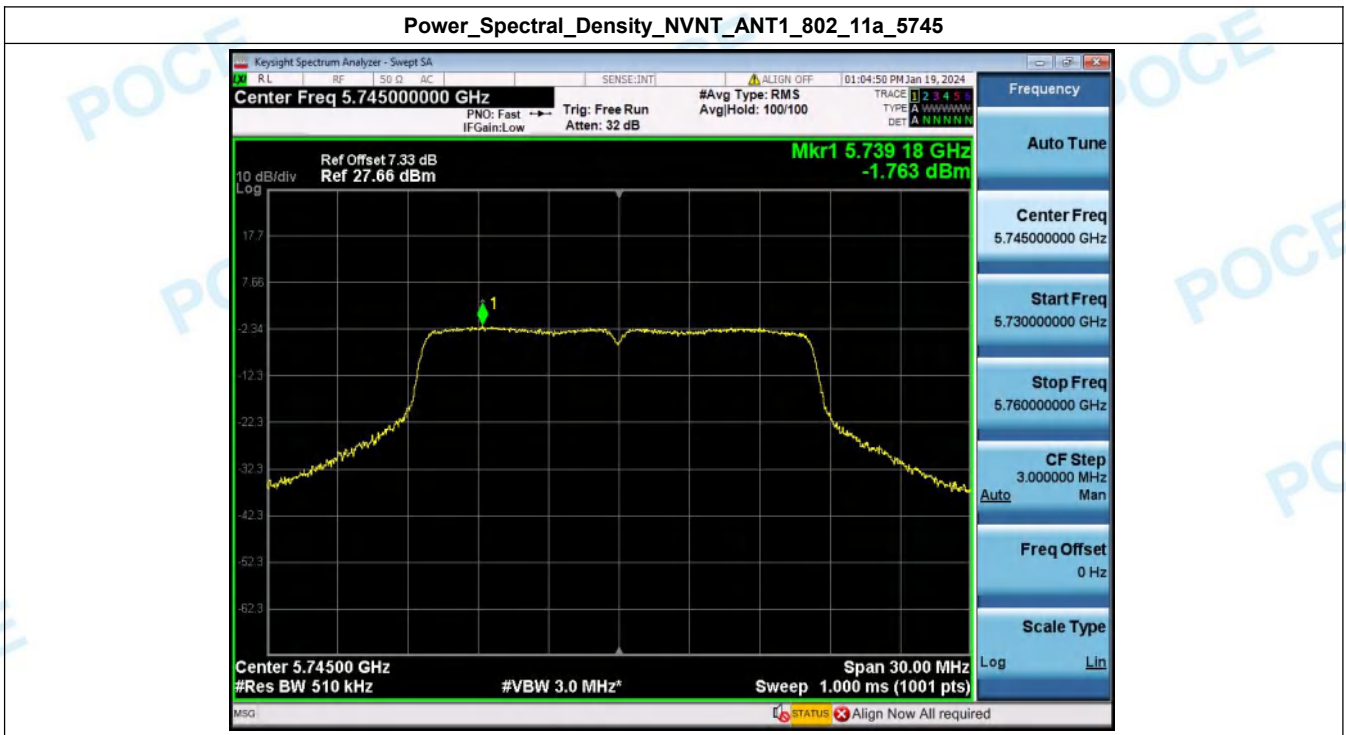 Power_Spectral_Density_NVNT_ANT1_802_11a_5745
Keysight Spectrum Analyzer - Swept SA
LXI RL RF 50 Ω AC SENSE:INT ALIGN OFF 01:04:50 PM Jan 19, 2024
Center Freq 5.745000000 GHz
PNO: Fast
IFGain:Low
Trig: Free Run
Atten: 32 dB
#Avg Type: RMS
Avg|Hold: 100/100
TRACE 1 2 3 4 5 6
TYPE A WWWWW
DET A N N N N N
Mkr1 5.739 18 GHz
-1.763 dBm
Ref Offset 7.33 dB
10 dB/div Ref 27.66 dBm
Log
17.7
7.66
-2.34
-12.3
-22.3
-32.3
-42.3
-52.3
-62.3
1
Center 5.74500 GHz Span 30.00 MHz
#Res BW 510 kHz #VBW 3.0 MHz* Sweep 1.000 ms (1001 pts)
MSG STATUS Align Now All required
Frequency
Auto Tune
Center Freq
5.745000000 GHz
Start Freq
5.730000000 GHz
Stop Freq
5.760000000 GHz
CF Step
3.000000 MHz
Auto Man
Freq Offset
0 Hz
Scale Type
Log Lin
POCE
POCE
POCE